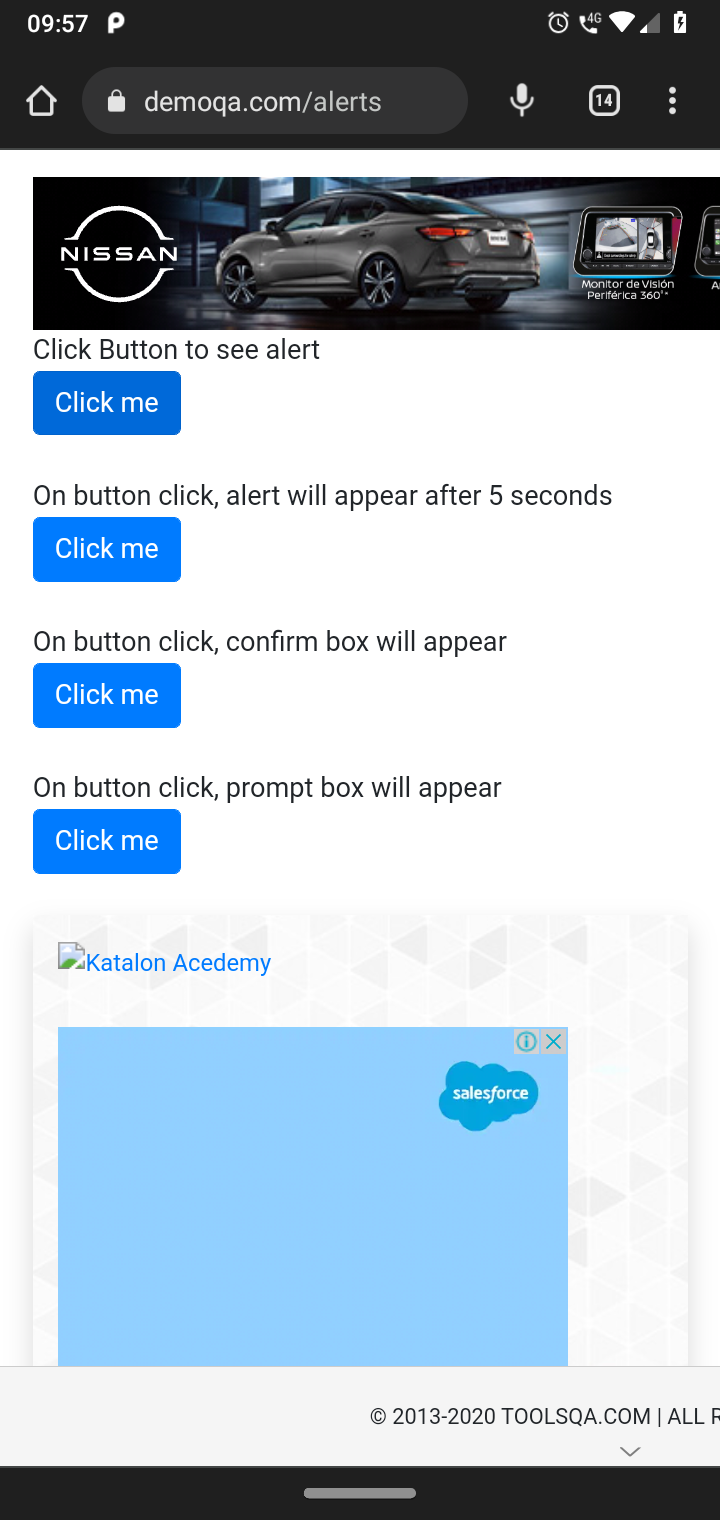 09:57
4G
demoqa.com/alerts
14
NISSAN
Monitor de Visión
Periférica 360°*
Click Button to see alert
Click me
On button click, alert will appear after 5 seconds
Click me
On button click, confirm box will appear
Click me
On button click, prompt box will appear
Click me
Katalon Acedemy
salesforce
© 2013-2020 TOOLSQA.COM | ALL R